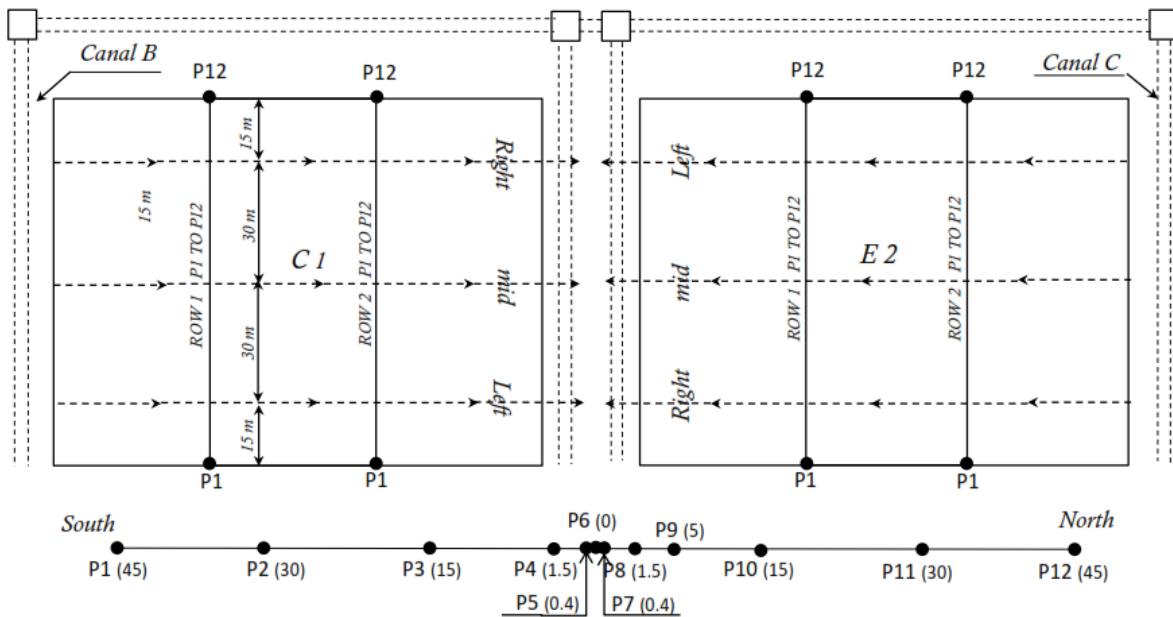 Canal B
Canal C
P12
P12
P12
P12
15 m
Right
Left
15 m
30 m
ROW 1 P1 TO P12
ROW 2 P1 TO P12
C 1
mid
mid
E 2
ROW 1 P1 TO P12
ROW 2 P1 TO P12
30 m
Left
Right
15 m
P1
P1
P1
P1
South
P6 (0)
P9 (5)
North
P1 (45)
P2 (30)
P3 (15)
P4 (1.5)
P8 (1.5)
P10 (15)
P11 (30)
P12 (45)
P5 (0.4)
P7 (0.4)